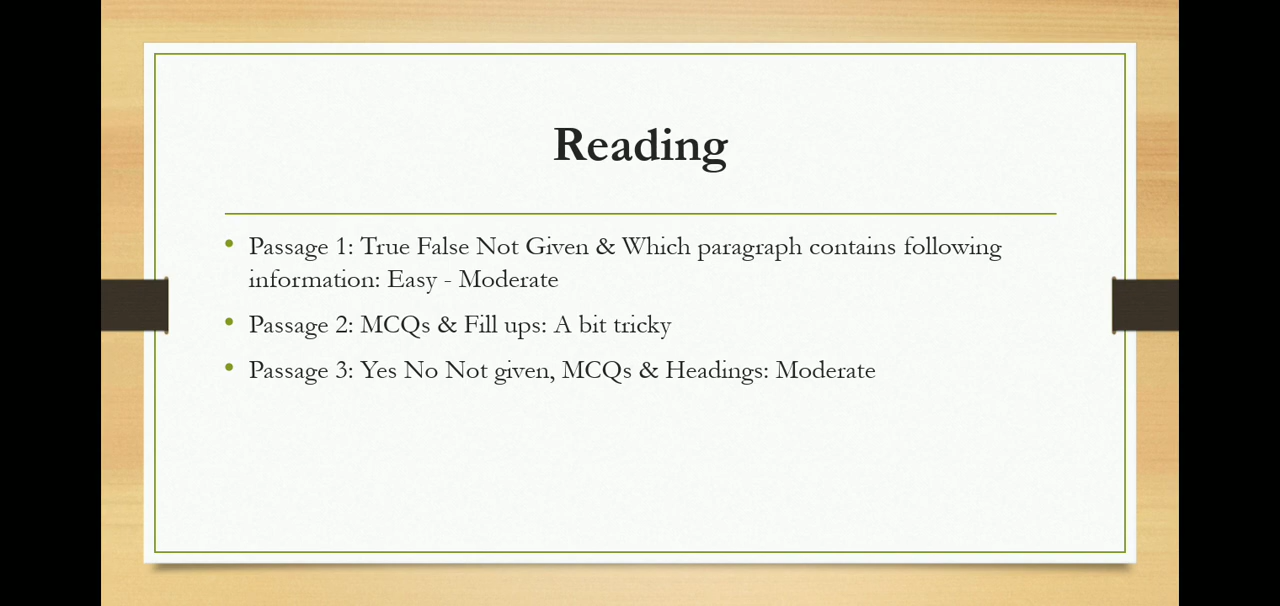 Reading
• Passage 1: True False Not Given & Which paragraph contains following
information: Easy - Moderate
• Passage 2: MCQs & Fill ups: A bit tricky
• Passage 3: Yes No Not given, MCQs & Headings: Moderate